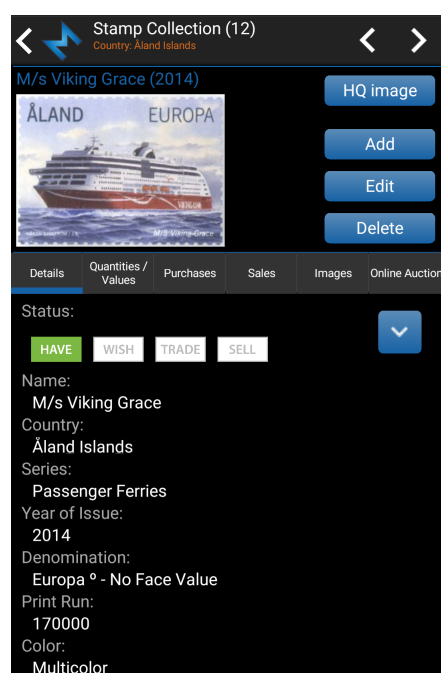 Stamp Collection (12)
Country: Åland Islands
M/s Viking Grace (2014)
HQ image
ÅLAND EUROPA
Add
Edit
VIKING LINE
M/S Viking Grace
Delete
Details
Quantities /
Values
Purchases
Sales
Images
Online Auction
Status:
HAVE
WISH
TRADE
SELL
Name:
M/s Viking Grace
Country:
Åland Islands
Series:
Passenger Ferries
Year of Issue:
2014
Denomination:
Europa º - No Face Value
Print Run:
170000
Color:
Multicolor